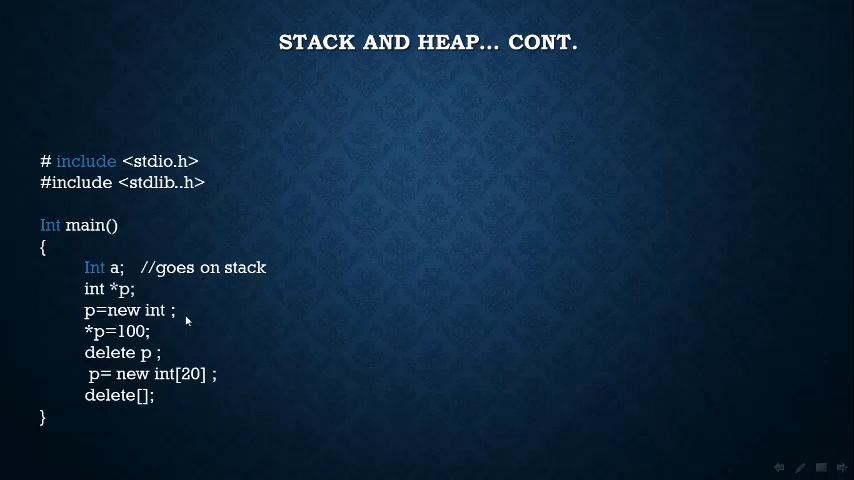 STACK AND HEAP... CONT.
# include <stdio.h>
#include <stdlib..h>
Int main()
{
Int a; //goes on stack
int *p;
p=new int ;
*p=100;
delete p ;
p= new int[20] ;
delete[];
}